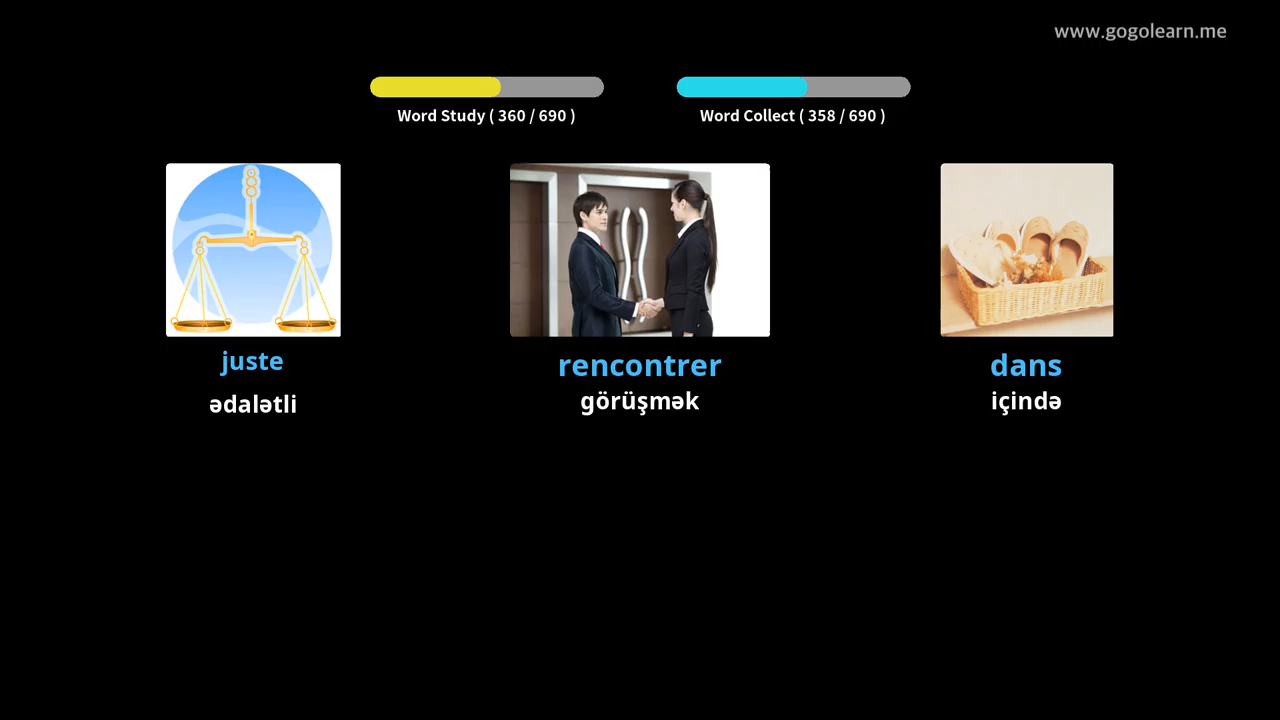 www.gogolearn.me
Word Study ( 360 / 690 )
Word Collect ( 358 / 690 )
juste
ədalətli
rencontrer
görüşmək
dans
içində